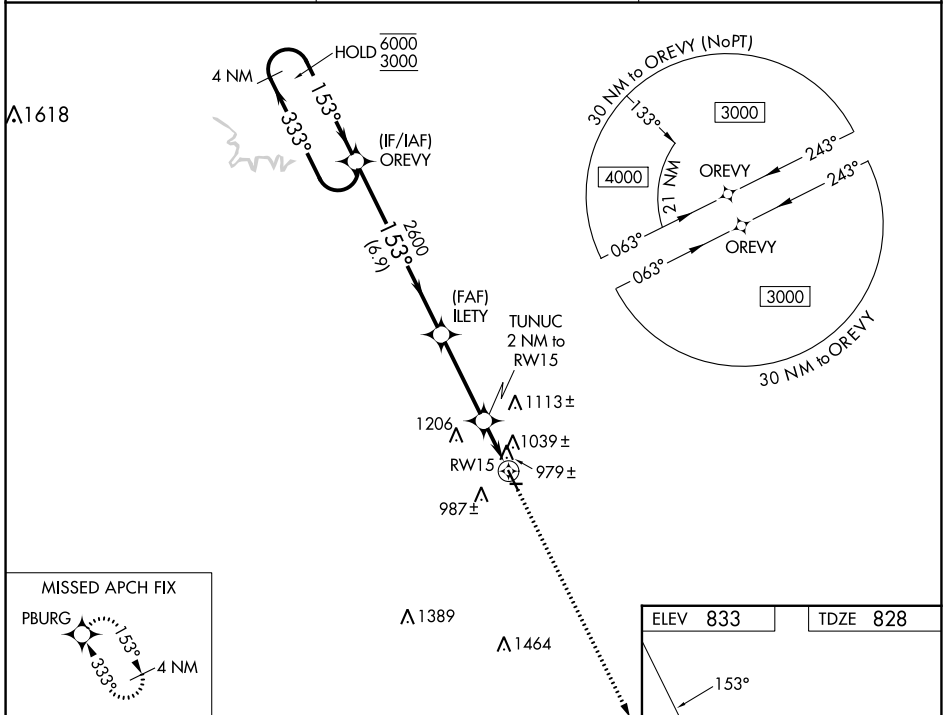 HOLD 6000
3000
4 NM
153°
333°
1618
(IF/IAF)
OREVY
2600
153°
(6.9)
(FAF)
ILETY
TUNUC
2 NM to
RW15
1113±
1206
1039±
RW15
979±
987±
1389
1464
30 NM to OREVY (NoPT)
133°
3000
4000
21 NM
OREVY
243°
243°
063°
OREVY
063°
3000
30 NM to OREVY
MISSED APCH FIX
PBURG
153°
333°
4 NM
ELEV 833
TDZE 828
153°